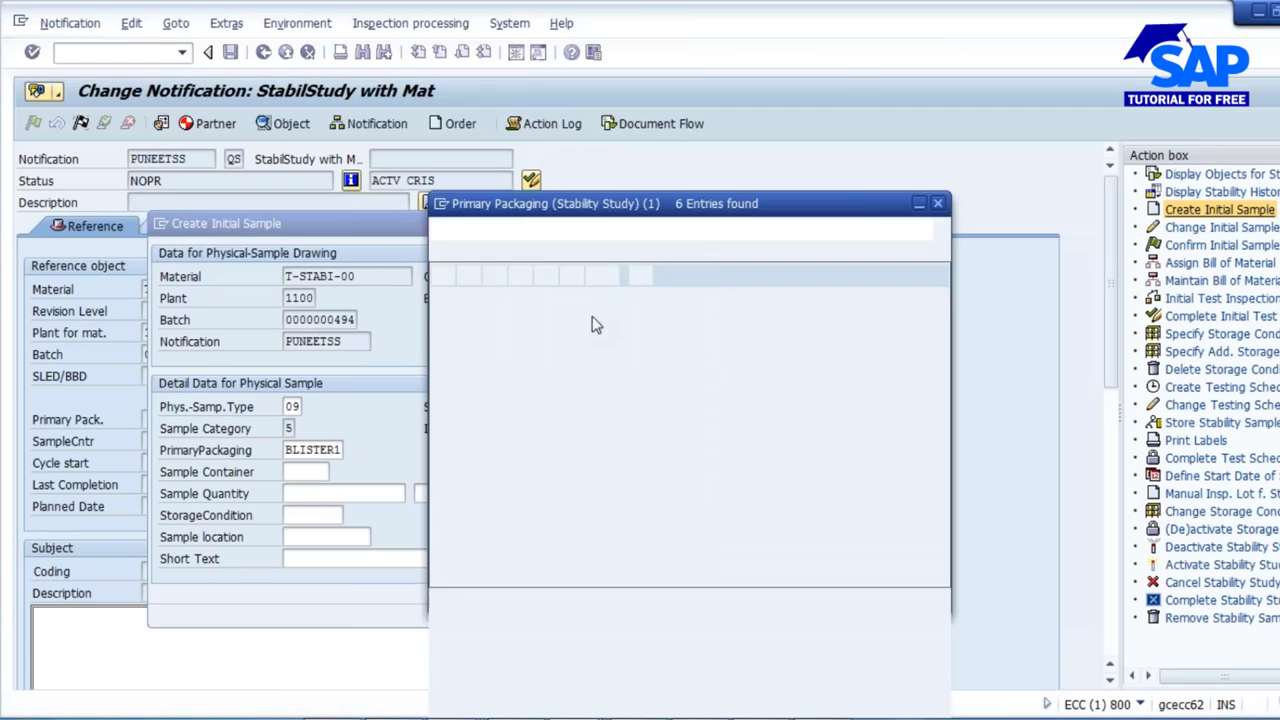 Notification Edit Goto Extras Environment Inspection processing System Help
SAP
TUTORIAL FOR FREE
Change Notification: StabilStudy with Mat
Partner Object Notification Order Action Log Document Flow
Notification PUNEETSS QS StabilStudy with M...
Status NOPR ACTV CRIS
Description
Reference
Reference object
Material
Revision Level
Plant for mat.
Batch
SLED/BBD
Primary Pack.
SampleCntr
Cycle start
Last Completion
Planned Date
Subject
Coding
Description
Create Initial Sample
Data for Physical-Sample Drawing
Material T-STABI-00
Plant 1100
Batch 0000000494
Notification PUNEETSS
Detail Data for Physical Sample
Phys.-Samp.Type 09
Sample Category 5
PrimaryPackaging BLISTER1
Sample Container
Sample Quantity
StorageCondition
Sample location
Short Text
Primary Packaging (Stability Study) (1) 6 Entries found
Action box
Display Objects for S
Display Stability Histor
Create Initial Sample
Change Initial Sample
Confirm Initial Sample
Assign Bill of Material
Maintain Bill of Materia
Initial Test Inspection
Complete Initial Test
Specify Storage Cond
Specify Add. Storage
Delete Storage Condi
Create Testing Sche
Change Testing Sche
Store Stability Sample
Print Labels
Complete Test Sched
Define Start Date of
Manual Insp. Lot f. St
Change Storage Cond
(De)activate Storage
Deactivate Stability S
Activate Stability Stud
Cancel Stability Study
Complete Stability Stu
Remove Stability Sam
ECC (1) 800 gcecc62 INS